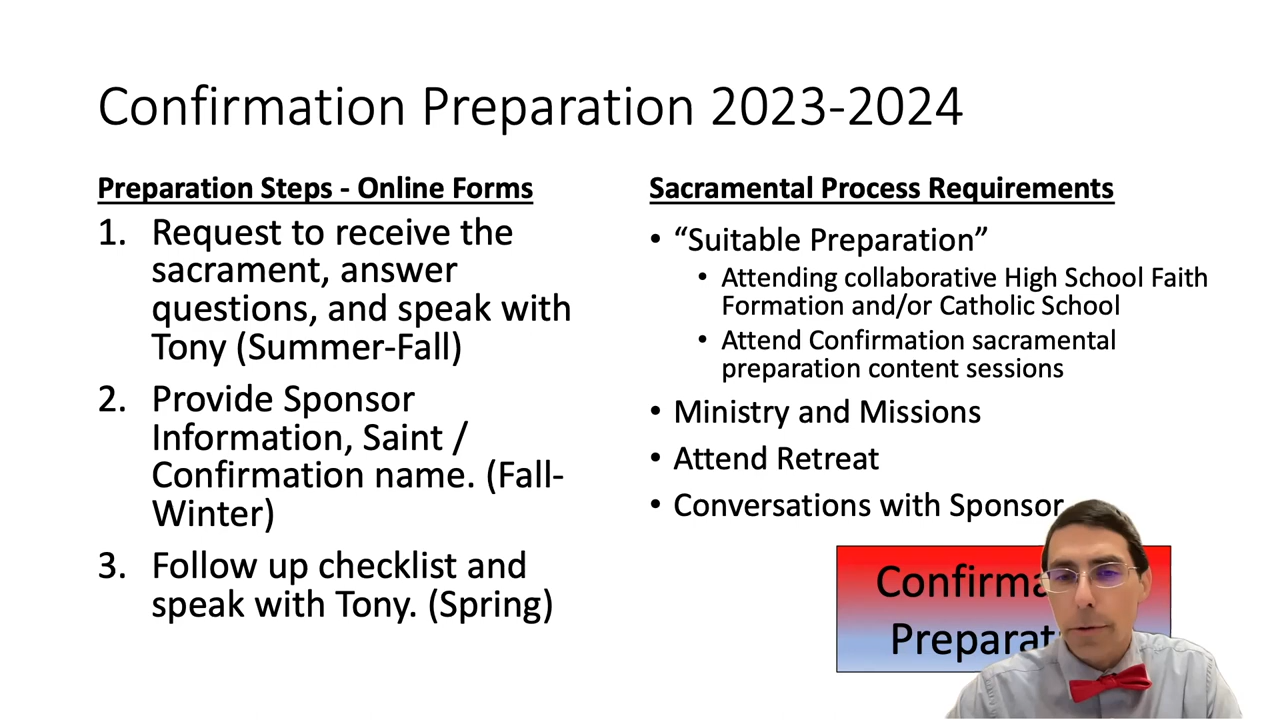 Confirmation Preparation 2023-2024
Preparation Steps - Online Forms
1. Request to receive the
sacrament, answer
questions, and speak with
Tony (Summer-Fall)
2. Provide Sponsor
Information, Saint /
Confirmation name. (Fall-
Winter)
3. Follow up checklist and
speak with Tony. (Spring)
Sacramental Process Requirements
• “Suitable Preparation”
• Attending collaborative High School Faith
Formation and/or Catholic School
• Attend Confirmation sacramental
preparation content sessions
• Ministry and Missions
• Attend Retreat
• Conversations with Sponsor